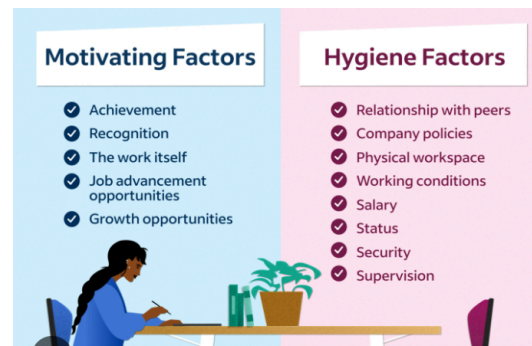 Motivating Factors
Achievement
Recognition
The work itself
Job advancement
opportunities
Growth opportunities
Hygiene Factors
Relationship with peers
Company policies
Physical workspace
Working conditions
Salary
Status
Security
Supervision